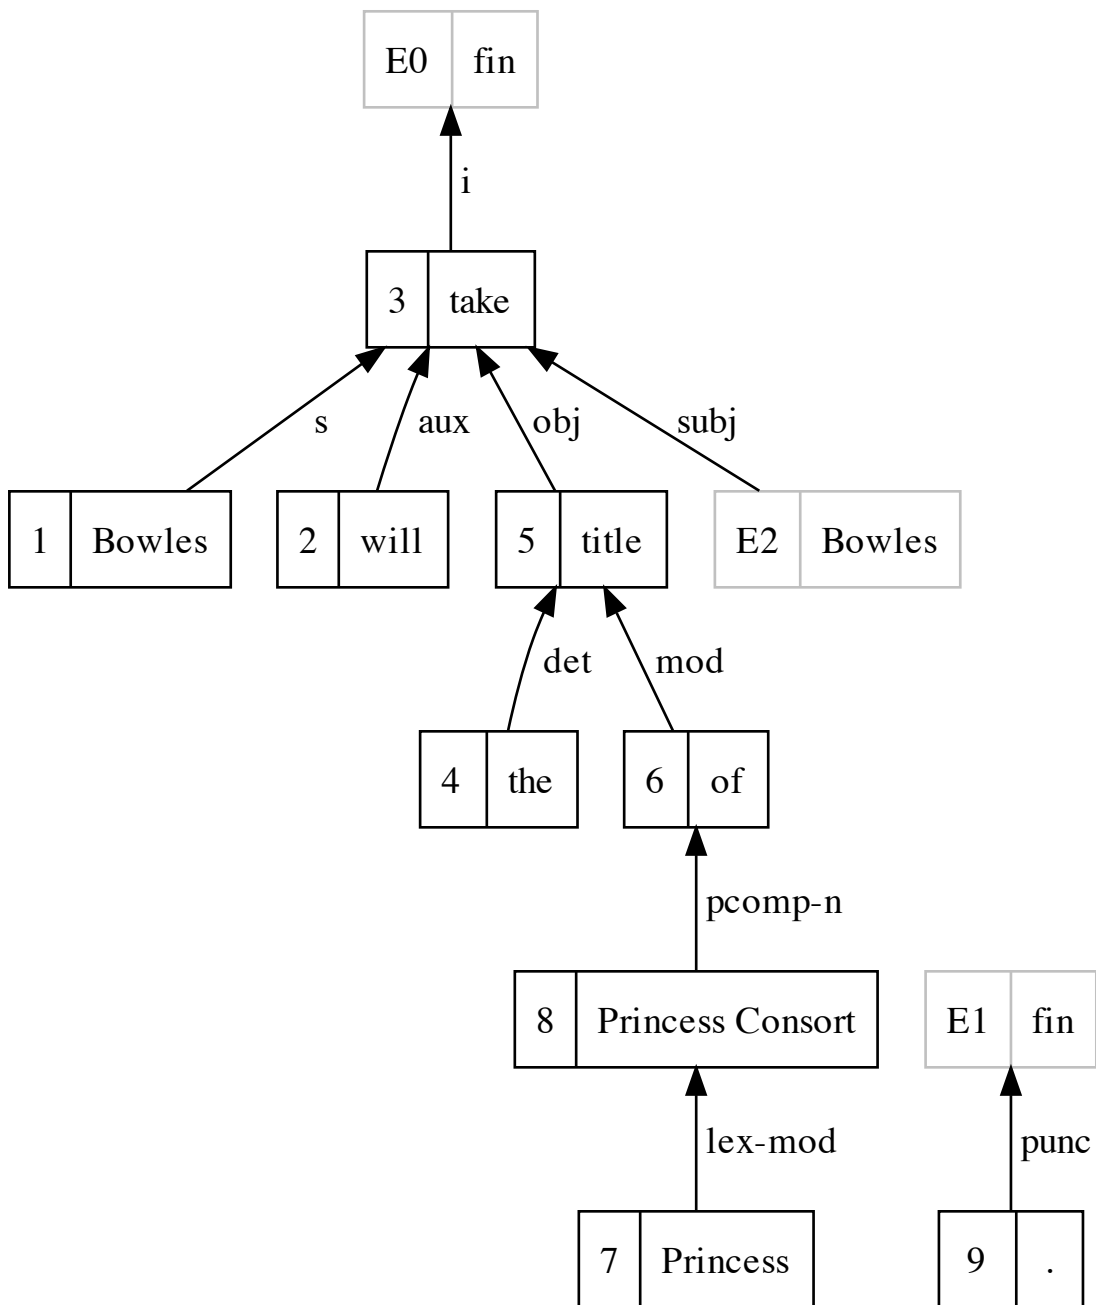 E0 fin
i
3 take
s aux obj subj
1 Bowles 2 will 5 title E2 Bowles
det mod
4 the 6 of
pcomp-n
8 Princess Consort E1 fin
lex-mod punc
7 Princess 9 .